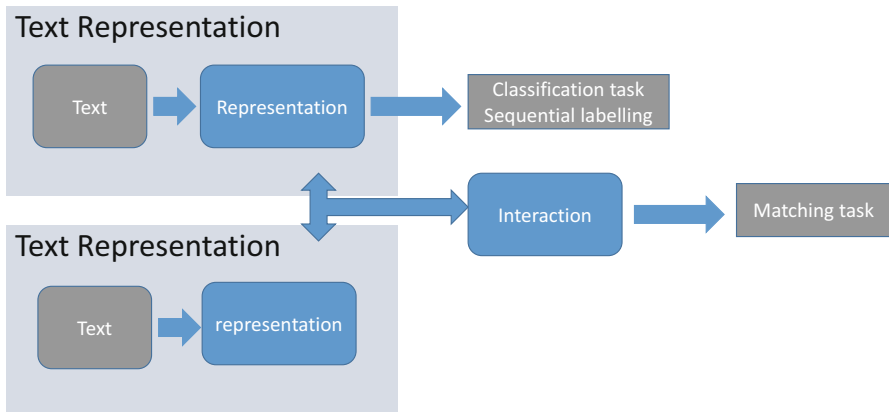 Text Representation
Text
Representation
Classification task
Sequential labelling
Interaction
Matching task
Text Representation
Text
representation